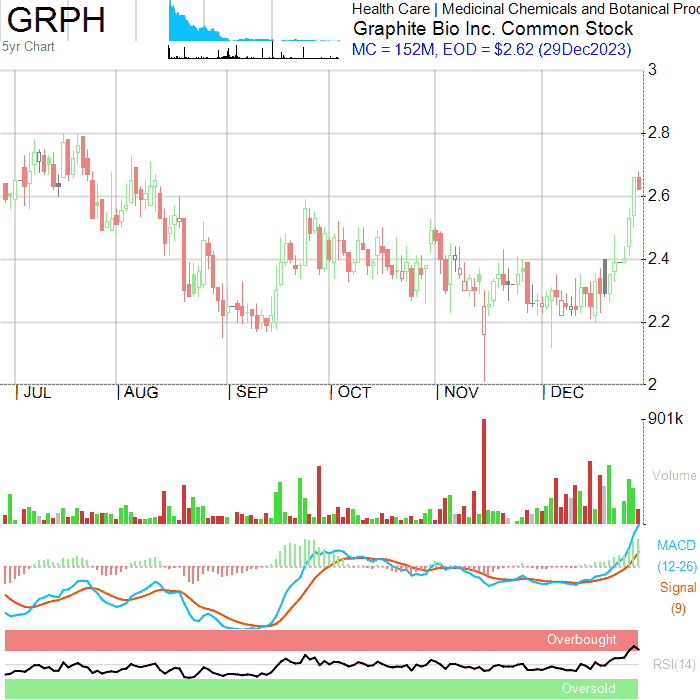 GRPH
5yr Chart
Health Care | Medicinal Chemicals and Botanical Pro
Graphite Bio Inc. Common Stock
MC = 152M, EOD = $2.62 (29Dec2023)
3
2.8
2.6
2.4
2.2
2
|JUL |AUG |SEP |OCT |NOV |DEC
901k
Volume
MACD
(12-26)
Signal
(9)
Overbought
RSI(14)
Oversold